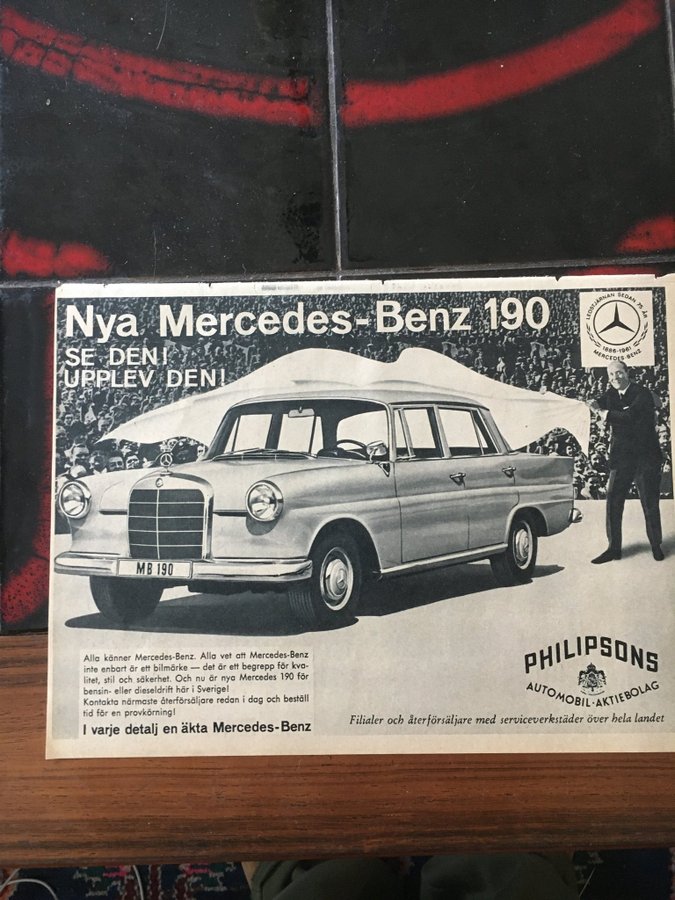 Nya Mercedes-Benz 190
SE DEN!
UPPLEV DEN!
LEDSTJÄRNAN SEDAN 75 ÅR
1886-1961
MERCEDES-BENZ
MB 190
Alla känner Mercedes-Benz. Alla vet att Mercedes-Benz
inte enbart är ett bilmärke — det är ett begrepp för kva-
litet, stil och säkerhet. Och nu är nya Mercedes 190 för
bensin- eller dieseldrift här i Sverige!
Kontakta närmaste återförsäljare redan i dag och beställ
tid för en provkörning!
I varje detalj en äkta Mercedes-Benz
PHILIPSONS
AUTOMOBIL-AKTIEBOLAG
Filialer och återförsäljare med serviceverkstäder över hela landet